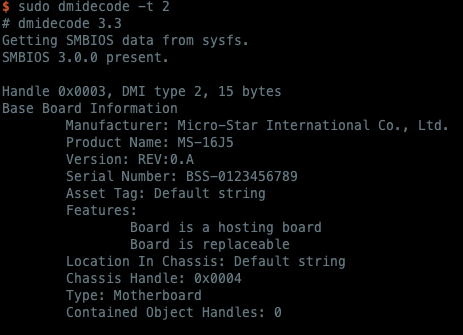 $ sudo dmidecode -t 2
# dmidecode 3.3
Getting SMBIOS data from sysfs.
SMBIOS 3.0.0 present.

Handle 0x0003, DMI type 2, 15 bytes
Base Board Information
        Manufacturer: Micro-Star International Co., Ltd.
        Product Name: MS-16J5
        Version: REV:0.A
        Serial Number: BSS-0123456789
        Asset Tag: Default string
        Features:
                Board is a hosting board
                Board is replaceable
        Location In Chassis: Default string
        Chassis Handle: 0x0004
        Type: Motherboard
        Contained Object Handles: 0